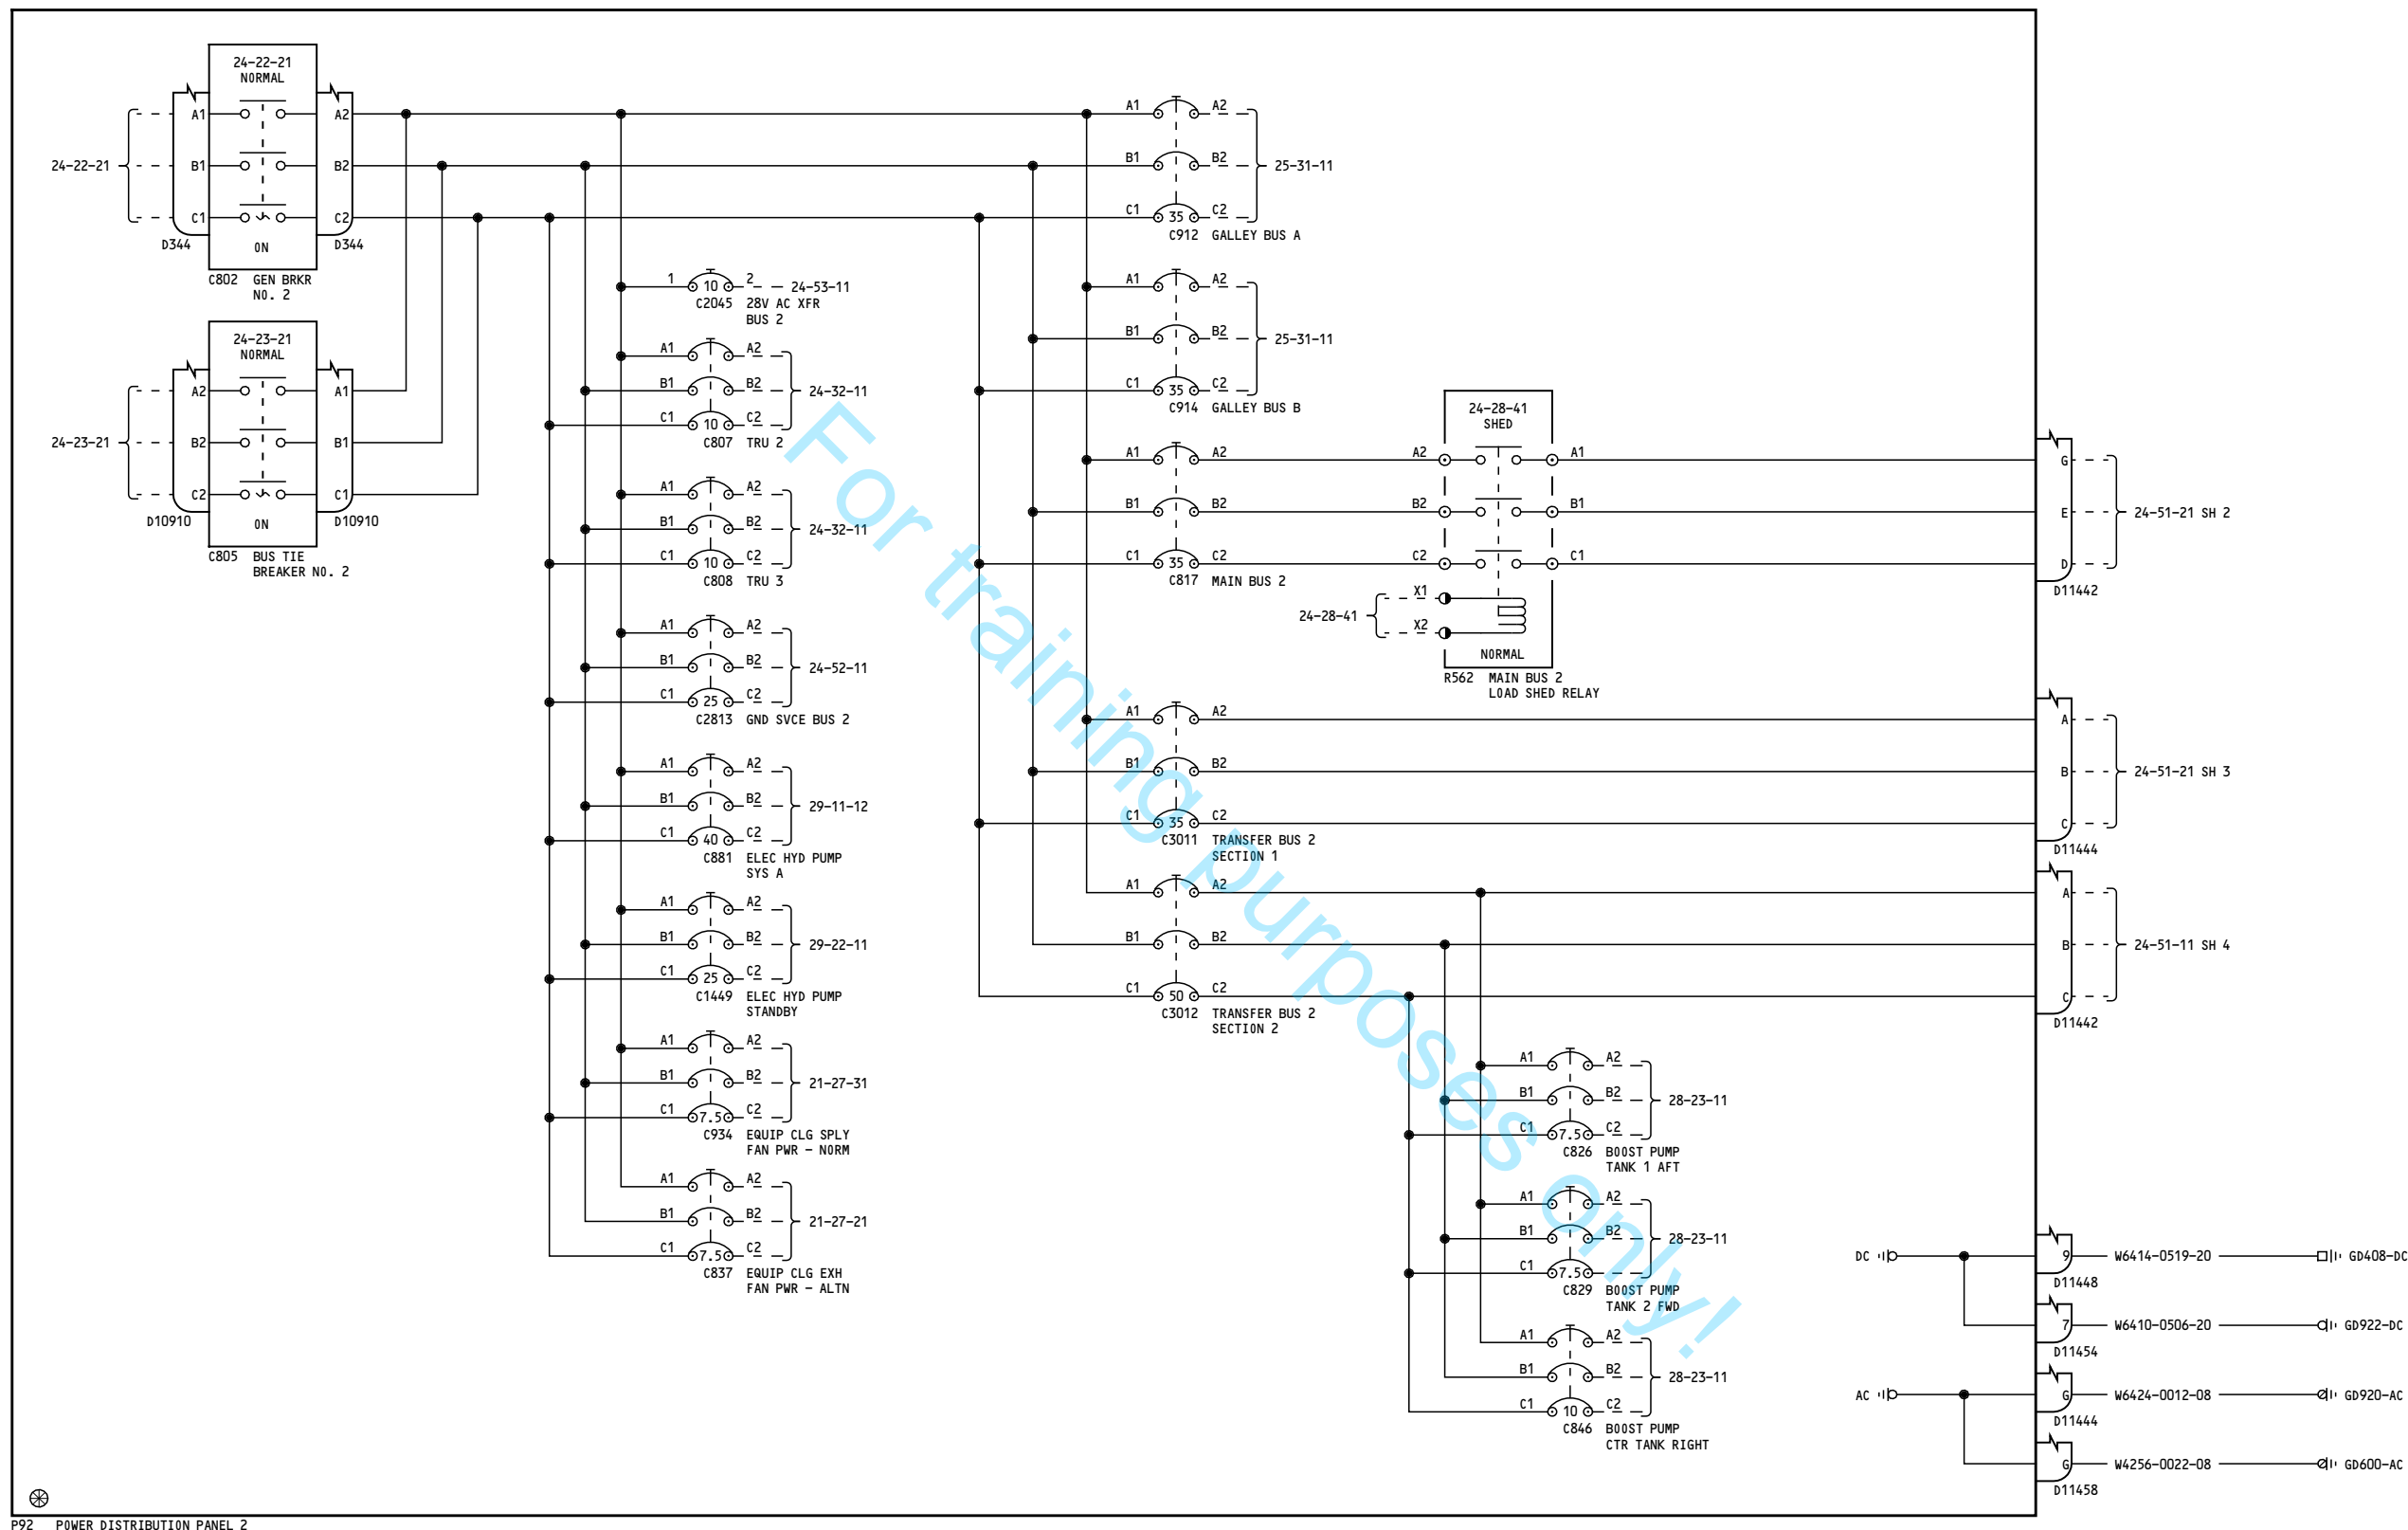 24-22-21
NORMAL
A1
A2
24-22-21
B1
B2
C1
C2
D344
ON
D344
C802 GEN BRKR
NO. 2
24-23-21
NORMAL
A2
A1
24-23-21
B2
B1
C2
C1
D10910
ON
D10910
C805 BUS TIE
BREAKER NO. 2
1 10 2 24-53-11
C2045 28V AC XFR
BUS 2
A1 A2
B1 B2 24-32-11
C1 10 C2
C807 TRU 2
A1 A2
B1 B2 24-32-11
C1 10 C2
C808 TRU 3
A1 A2
B1 B2 24-52-11
C1 25 C2
C2813 GND SVCE BUS 2
A1 A2
B1 B2 29-11-12
C1 40 C2
C881 ELEC HYD PUMP
SYS A
A1 A2
B1 B2 29-22-11
C1 25 C2
C1449 ELEC HYD PUMP
STANDBY
A1 A2
B1 B2 21-27-31
C1 7.5 C2
C934 EQUIP CLG SPLY
FAN PWR - NORM
A1 A2
B1 B2 21-27-21
C1 7.5 C2
C837 EQUIP CLG EXH
FAN PWR - ALTN
A1 A2
B1 B2 25-31-11
C1 35 C2
C912 GALLEY BUS A
A1 A2
B1 B2 25-31-11
C1 35 C2
C914 GALLEY BUS B
A1 A2
B1 B2
C1 35 C2
C817 MAIN BUS 2
24-28-41
SHED
A2 A1
B2 B1
C2 C1
X1
24-28-41
X2
NORMAL
R562 MAIN BUS 2
LOAD SHED RELAY
G
E 24-51-21 SH 2
D
D11442
A1 A2
B1 B2
C1 35 C2
C3011 TRANSFER BUS 2
SECTION 1
A
B 24-51-21 SH 3
C
D11444
A1 A2
B1 B2
C1 50 C2
C3012 TRANSFER BUS 2
SECTION 2
A
B 24-51-11 SH 4
C
D11442
A1 A2
B1 B2 28-23-11
C1 7.5 C2
C826 BOOST PUMP
TANK 1 AFT
A1 A2
B1 B2 28-23-11
C1 7.5 C2
C829 BOOST PUMP
TANK 2 FWD
A1 A2
B1 B2 28-23-11
C1 10 C2
C846 BOOST PUMP
CTR TANK RIGHT
DC 9 W6414-0519-20 GD408-DC
D11448
7 W6410-0506-20 GD922-DC
D11454
AC G W6424-0012-08 GD920-AC
D11444
G W4256-0022-08 GD600-AC
D11458
For training purposes only!
P92 POWER DISTRIBUTION PANEL 2